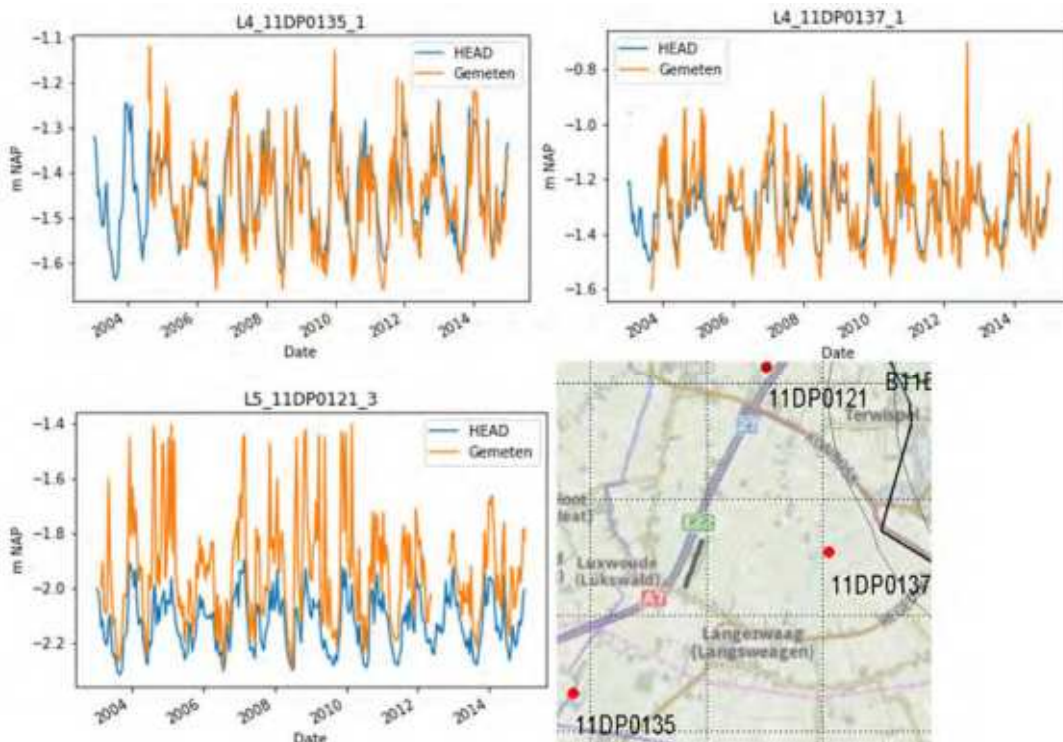 L4_11DP0135_1
−1.1
−1.2
−1.3
−1.4
−1.5
−1.6
m NAP
HEAD
Gemeten
2004
2006
2008
2010
2012
2014
Date
L4_11DP0137_1
−0.8
−1.0
−1.2
−1.4
−1.6
m NAP
HEAD
Gemeten
2004
2006
2008
2010
2012
2014
Date
L5_11DP0121_3
−1.4
−1.6
−1.8
−2.0
−2.2
m NAP
HEAD
Gemeten
2004
2006
2008
2010
2012
2014
Date
11DP0121
Terwispel
Luxwoude
(Lúkswâld)
A7
11DP0137
Langezwaag
(Langsweagen)
11DP0135